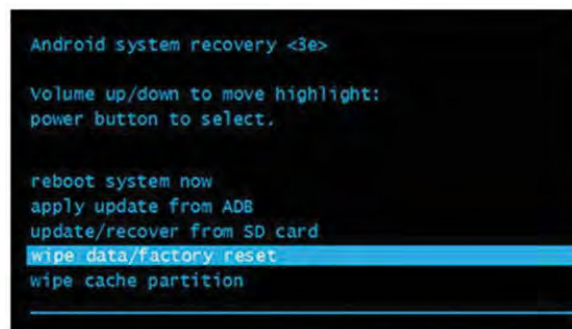 Android system recovery <3e>
Volume up/down to move highlight:
power button to select.
reboot system now
apply update from ADB
update/recover from SD card
wipe data/factory reset
wipe cache partition